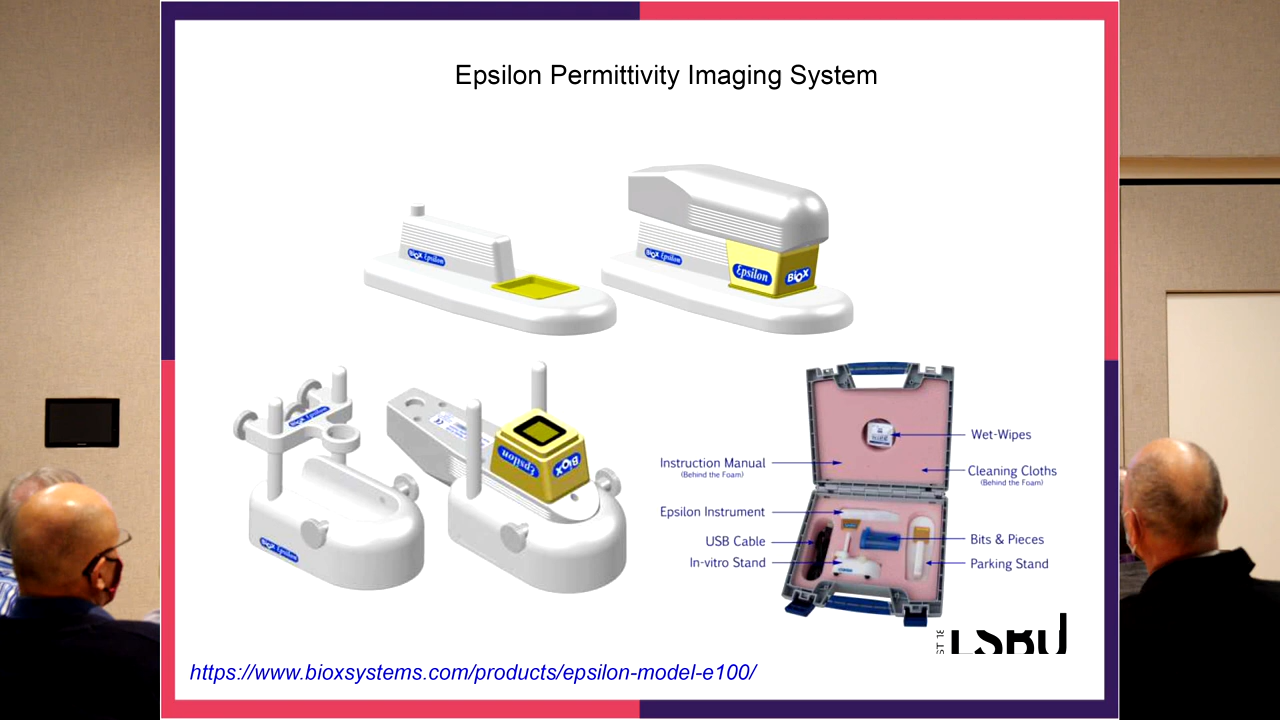 Epsilon Permittivity Imaging System
Biox Epsilon
Biox Epsilon
Epsilon
Biox
Biox Epsilon
Epsilon
Biox
Biox Epsilon
Wet-Wipes
Instruction Manual
(Behind the Foam)
Cleaning Cloths
(Behind the Foam)
Epsilon Instrument
USB Cable
Bits & Pieces
In-vitro Stand
Parking Stand
LSBU
https://www.bioxsystems.com/products/epsilon-model-e100/